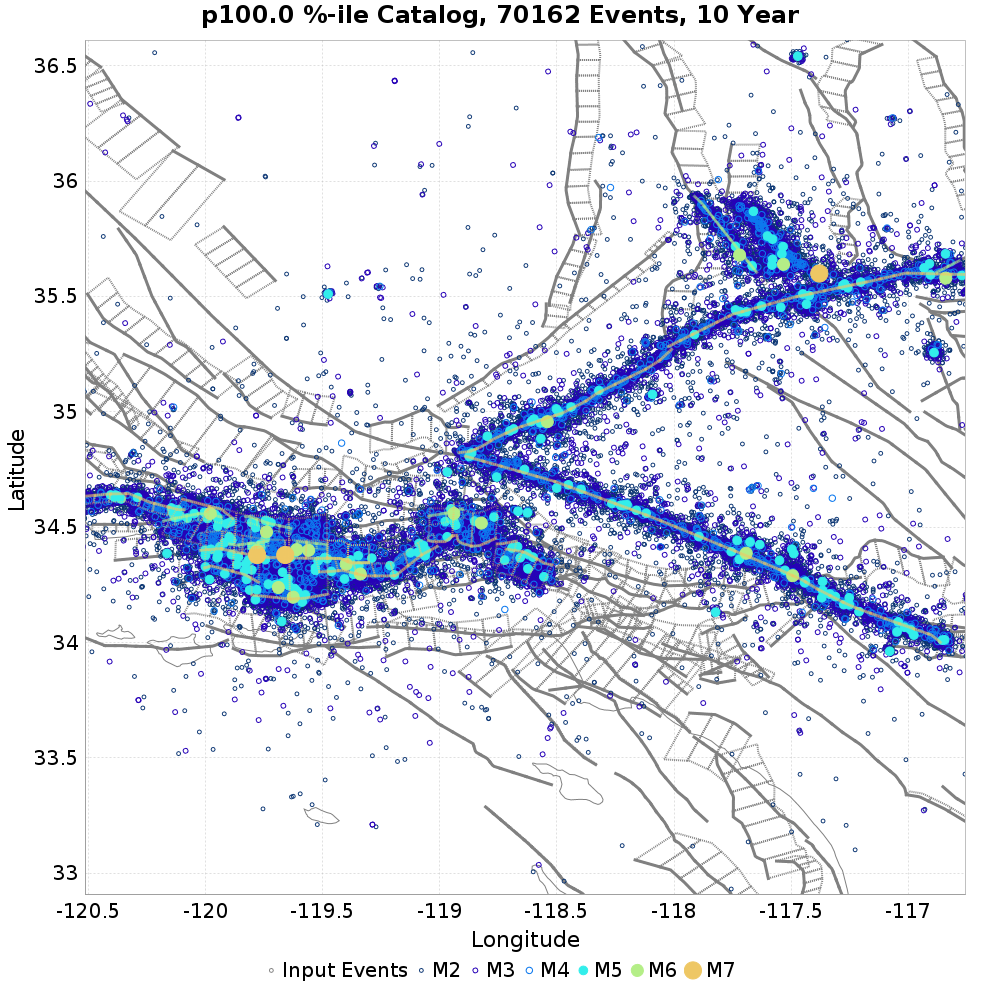 p100.0 %-ile Catalog, 70162 Events, 10 Year
36.5
36
35.5
35
34.5
34
33.5
33
Latitude
-120.5 -120 -119.5 -119 -118.5 -118 -117.5 -117
Longitude
Input Events M2 M3 M4 M5 M6 M7